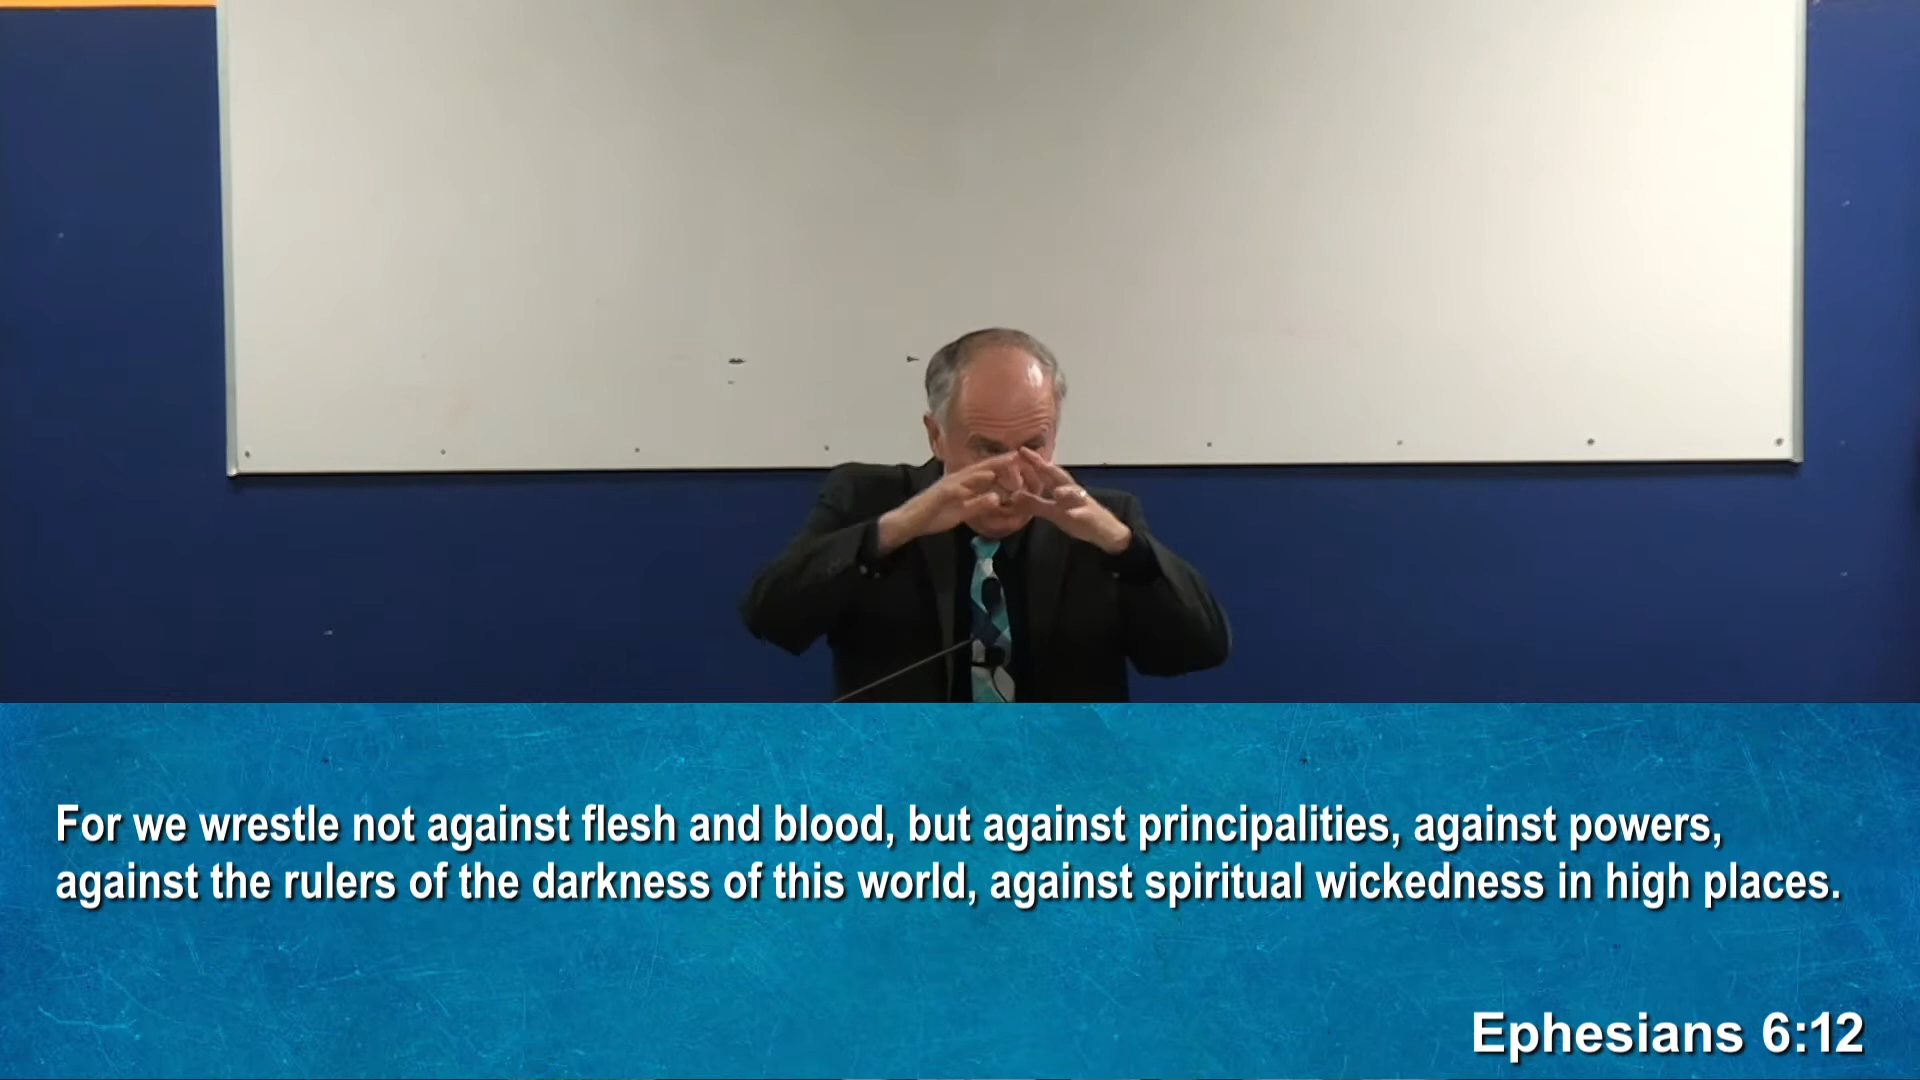 For we wrestle not against flesh and blood, but against principalities, against powers,
against the rulers of the darkness of this world, against spiritual wickedness in high places.
Ephesians 6:12